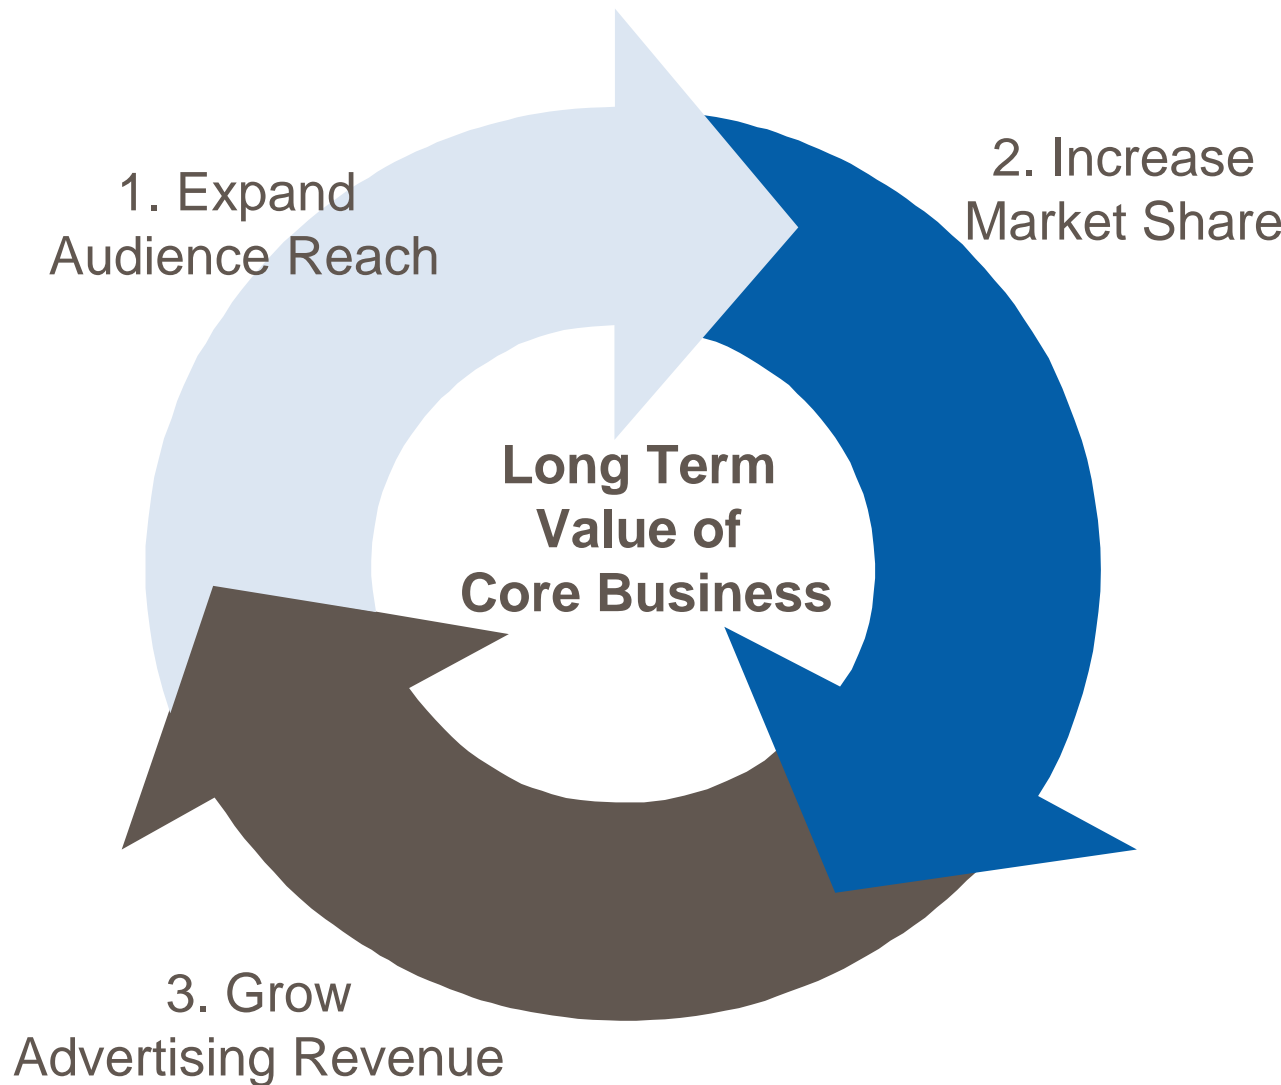 1. Expand
Audience Reach
2. Increase
Market Share
Long Term
Value of
Core Business
3. Grow
Advertising Revenue